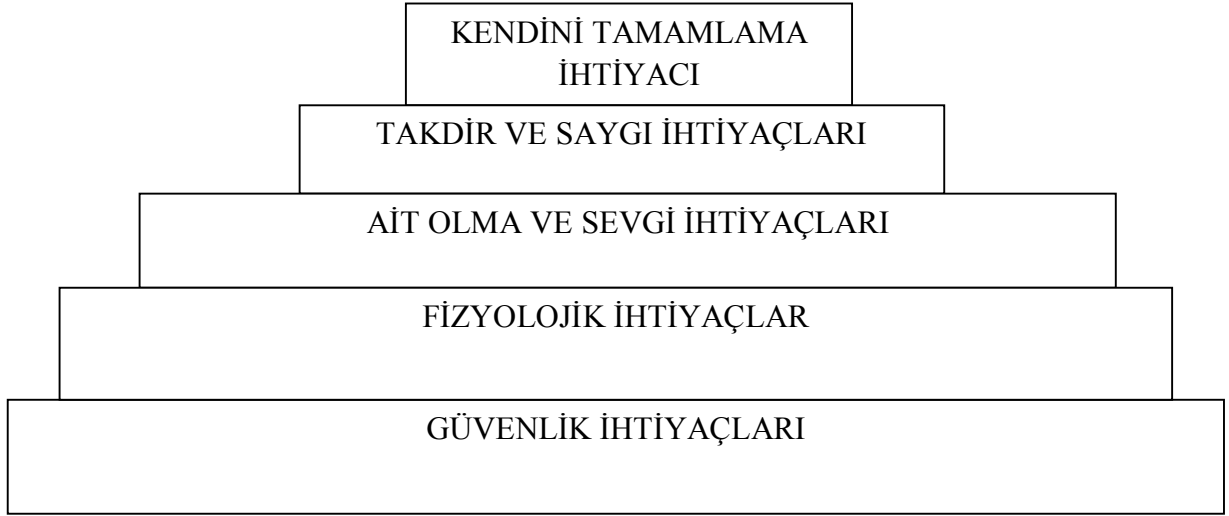 KENDİNİ TAMAMLAMA
İHTİYACI
TAKDİR VE SAYGI İHTİYAÇLARI
AİT OLMA VE SEVGİ İHTİYAÇLARI
FİZYOLOJİK İHTİYAÇLAR
GÜVENLİK İHTİYAÇLARI